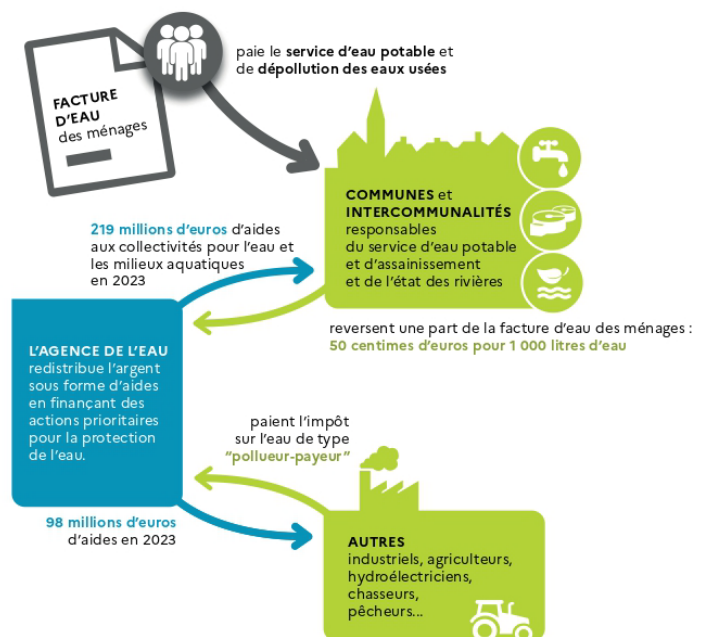 FACTURE
D'EAU
des ménages
paie le service d'eau potable et
de dépollution des eaux usées
COMMUNES et
INTERCOMMUNALITÉS
responsables
du service d'eau potable
et d'assainissement
et de l'état des rivières
219 millions d'euros d'aides
aux collectivités pour l'eau et
les milieux aquatiques
en 2023
reversent une part de la facture d'eau des ménages :
50 centimes d'euros pour 1 000 litres d'eau
L'AGENCE DE L'EAU
redistribue l'argent
sous forme d'aides
en finançant des
actions prioritaires
pour la protection
de l'eau.
paient l'impôt
sur l'eau de type
“pollueur-payeur”
98 millions d'euros
d'aides en 2023
AUTRES
industriels, agriculteurs,
hydroélectriciens,
chasseurs,
pêcheurs...